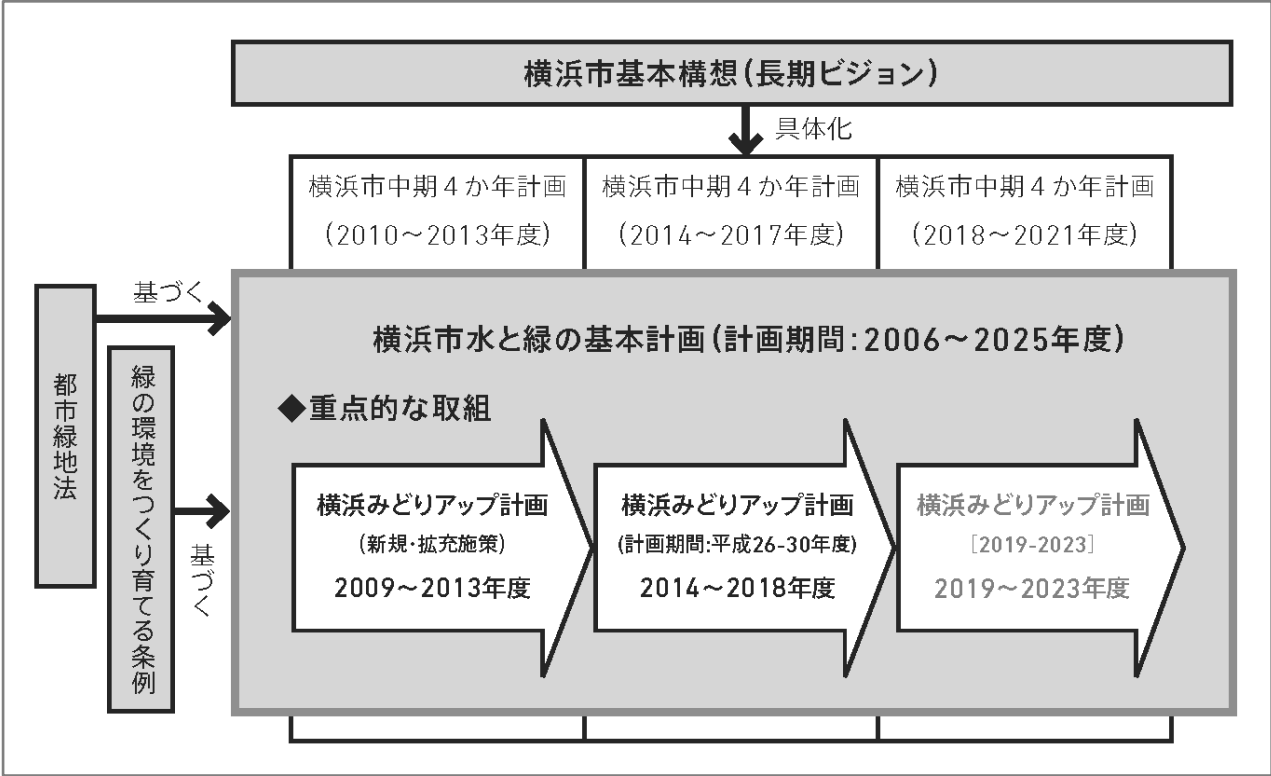 横浜市基本構想(長期ビジョン)
具体化
横浜市中期4か年計画
(2010～2013年度)
横浜市中期4か年計画
(2014～2017年度)
横浜市中期4か年計画
(2018～2021年度)
都市緑地法
基づく
緑の環境をつくり育てる条例
基づく
横浜市水と緑の基本計画(計画期間:2006～2025年度)
◆重点的な取組
横浜みどりアップ計画
(新規・拡充施策)
2009～2013年度
横浜みどりアップ計画
(計画期間:平成26-30年度)
2014～2018年度
横浜みどりアップ計画
[2019-2023]
2019～2023年度